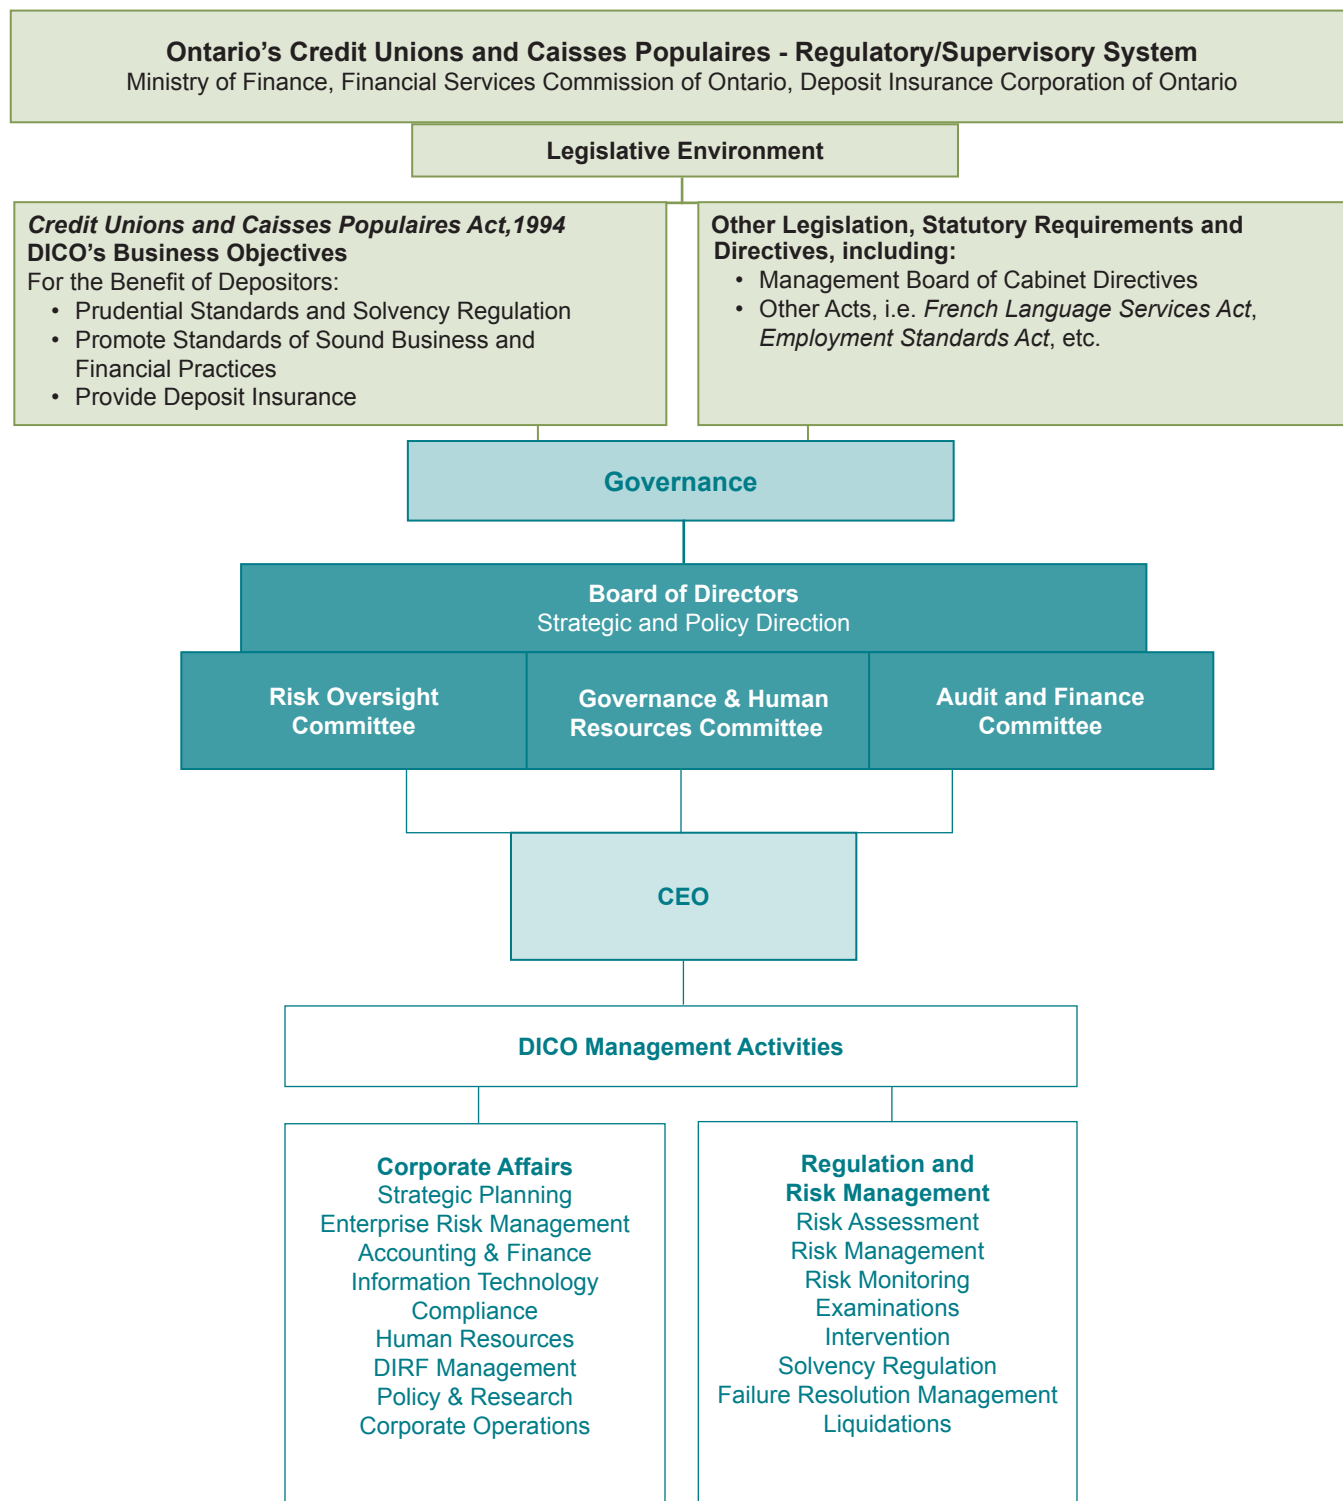 Ontario’s Credit Unions and Caisses Populaires - Regulatory/Supervisory System
Ministry of Finance, Financial Services Commission of Ontario, Deposit Insurance Corporation of Ontario
Legislative Environment
Credit Unions and Caisses Populaires Act,1994
DICO’s Business Objectives
For the Benefit of Depositors:
• Prudential Standards and Solvency Regulation
• Promote Standards of Sound Business and
Financial Practices
• Provide Deposit Insurance
Other Legislation, Statutory Requirements and
Directives, including:
• Management Board of Cabinet Directives
• Other Acts, i.e. French Language Services Act,
Employment Standards Act, etc.
Governance
Board of Directors
Strategic and Policy Direction
Risk Oversight
Committee
Governance & Human
Resources Committee
Audit and Finance
Committee
CEO
DICO Management Activities
Corporate Affairs
Strategic Planning
Enterprise Risk Management
Accounting & Finance
Information Technology
Compliance
Human Resources
DIRF Management
Policy & Research
Corporate Operations
Regulation and
Risk Management
Risk Assessment
Risk Management
Risk Monitoring
Examinations
Intervention
Solvency Regulation
Failure Resolution Management
Liquidations